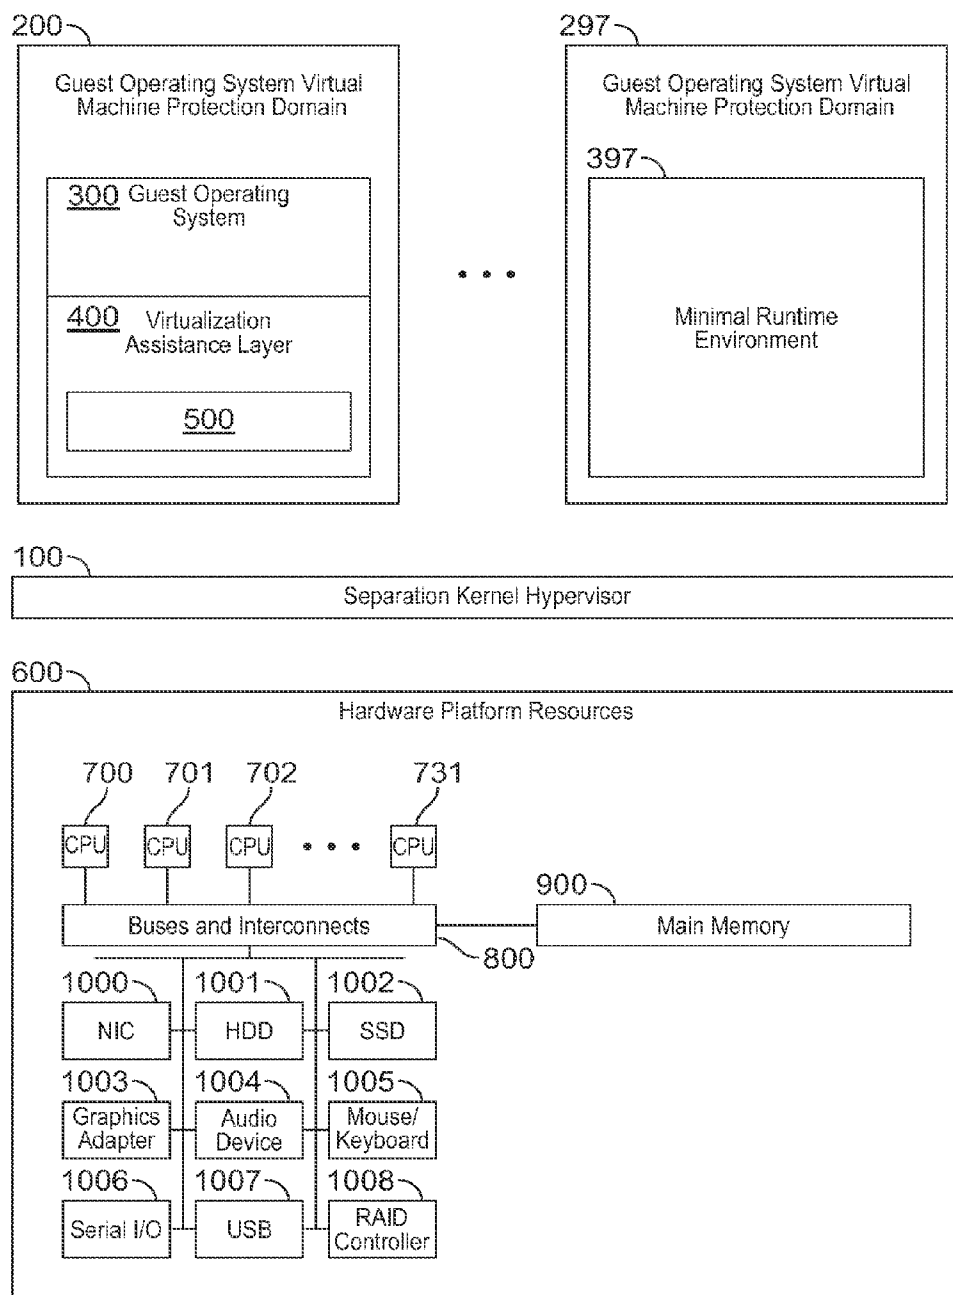 200
297
Guest Operating System Virtual
Machine Protection Domain
Guest Operating System Virtual
Machine Protection Domain
300 Guest Operating
System
400 Virtualization
Assistance Layer
500
397
Minimal Runtime
Environment
100
Separation Kernel Hypervisor
600
Hardware Platform Resources
700 701 702 731
CPU CPU CPU CPU
900
Buses and Interconnects
Main Memory
800
1000 1001 1002
NIC HDD SSD
1003 1004 1005
Graphics
Adapter
Audio
Device
Mouse/
Keyboard
1006 1007 1008
Serial I/O USB
RAID
Controller